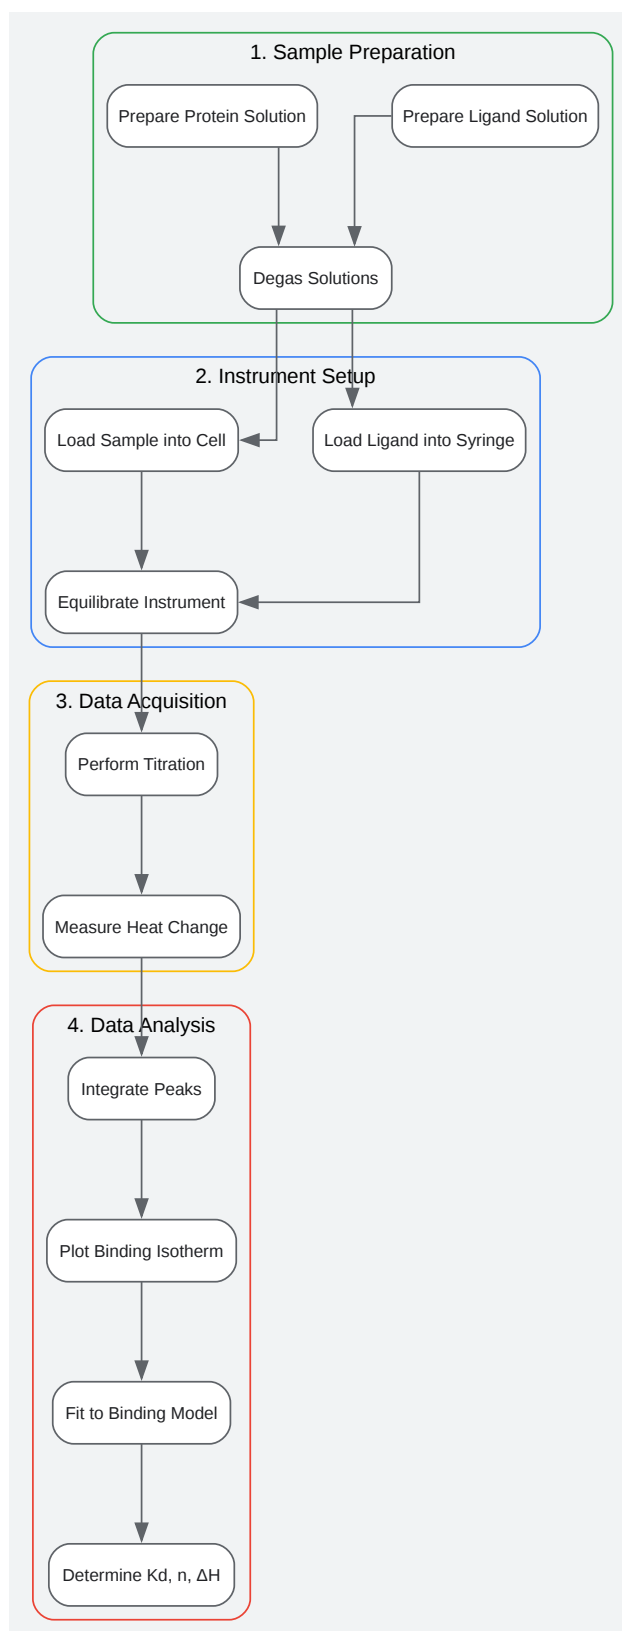 1. Sample Preparation
Prepare Protein Solution
Prepare Ligand Solution
Degas Solutions
2. Instrument Setup
Load Sample into Cell
Load Ligand into Syringe
Equilibrate Instrument
3. Data Acquisition
Perform Titration
Measure Heat Change
4. Data Analysis
Integrate Peaks
Plot Binding Isotherm
Fit to Binding Model
Determine Kd, n, ΔH